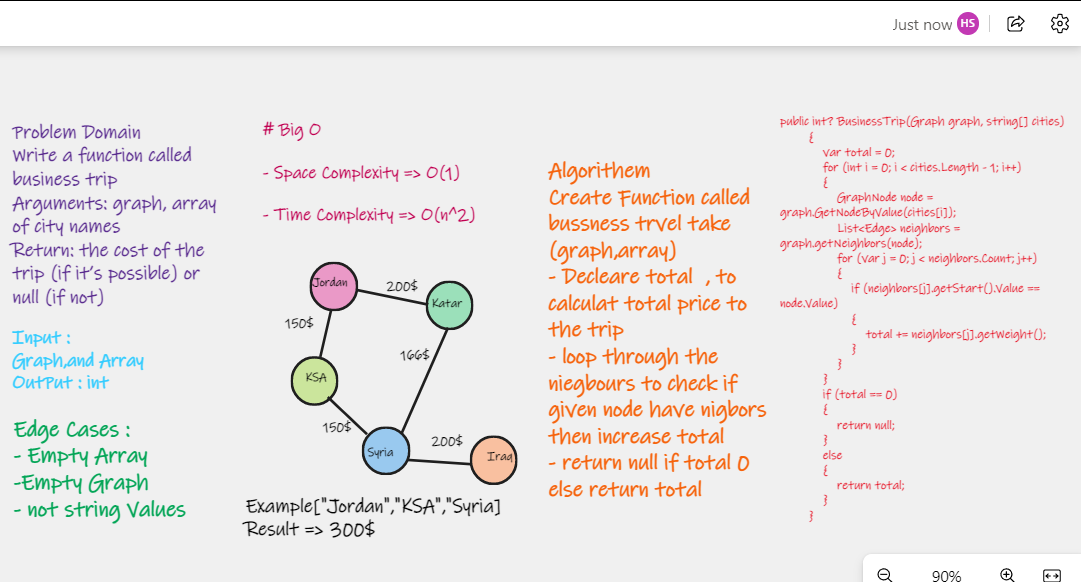 Just now HS
Problem Domain
Write a function called
business trip
Arguments: graph, array
of city names
Return: the cost of the
trip (if it's possible) or
null (if not)
Input :
Graph,and Array
OutPut : int
Edge Cases :
- Empty Array
-Empty Graph
- not string Values
# Big O
- Space Complexity => O(1)
- Time Complexity => O(n^2)
Jordan
200$
Katar
150$
166$
KSA
150$
Syria
200$
Iraq
Example["Jordan","KSA","Syria]
Result => 300$
Algorithem
Create Function called
bussness trvel take
(graph,array)
- Decleare total , to
calculat total price to
the trip
- loop through the
niegbours to check if
given node have nigbors
then increase total
- return null if total 0
else return total
public int? BusinessTrip(Graph graph, string[] cities)
{
var total = 0;
for (int i = 0; i < cities.Length - 1; i++)
{
GraphNode node =
graph.GetNodeByValue(cities[i]);
List<Edge> neighbors =
graph.getNeighbors(node);
for (var j = 0; j < neighbors.Count; j++)
{
if (neighbors[j].getStart().Value ==
node.Value)
{
total += neighbors[j].getWeight();
}
}
}
if (total == 0)
{
return null;
}
else
{
return total;
}
}
90%